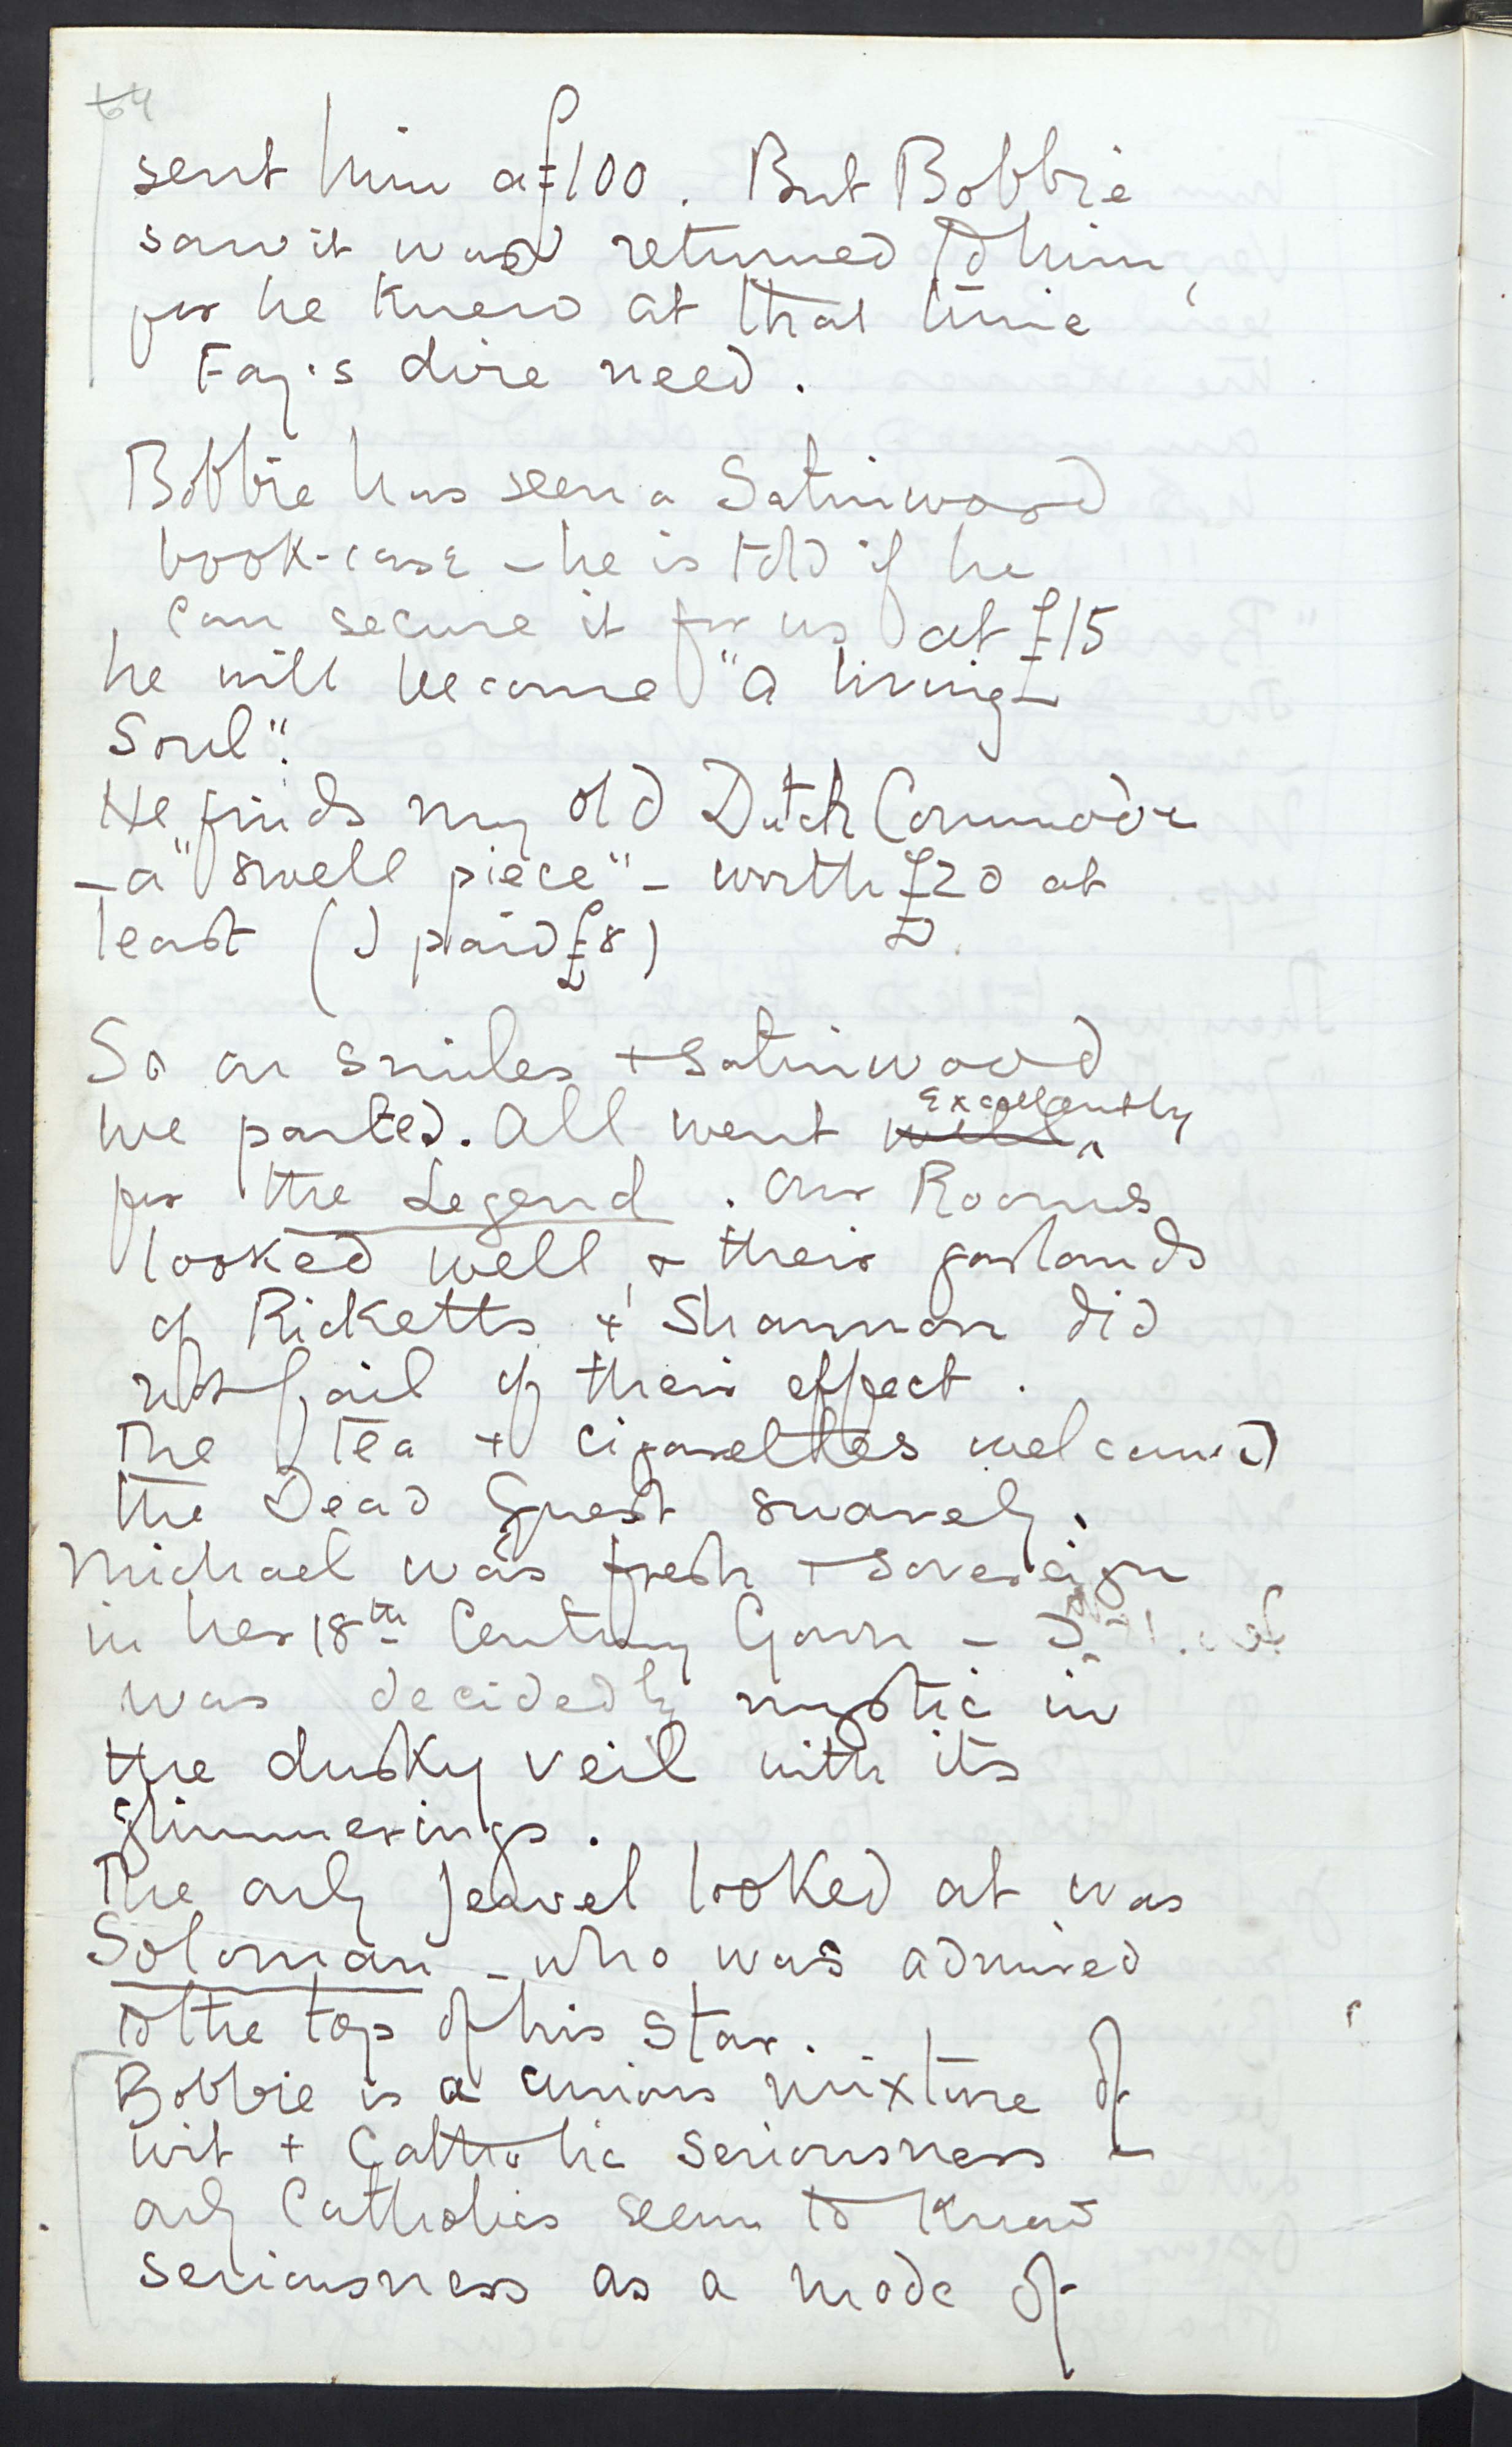 64
sent him a £100. But Bobbie
saw it was returned to him,
for he knew at that time
Fay's dire need.
Bobbie has seen a Satinwood
book-case – he is told if he
can secure it for us at £15
he will become "a living
Soul".
He finds my old Dutch Commode
– a "swell piece" – worth £20 at
least (I paid £8)
So on smiles + satinwood
we parted. All went well ^ excellently
for the Legend. Our Rooms
looked well, & their garlands
of Ricketts + Shannon did
not fail of their effect.
The tea + cigarettes welcomed
the Dead Guest suavely.
Michael was fresh + sovereign
in her 18th Century Gown –
was decidedly mystic in
the dusky veil with its
glimmerings.
The only jewel looked at was
Soloman – who was admired
to the top of his star.
Bobbie is a curious mixture of
wit + Catholic seriousness –
only Catholics seem to know
seriousness as a mode of